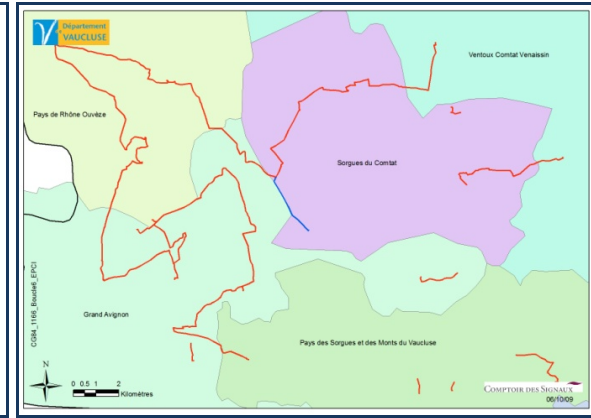 Département
VAUCLUSE
Ventoux Comtat Venaissin
Pays de Rhône Ouvèze
Sorgues du Comtat
CG84_1166_Boucle6_EPCI
Grand Avignon
Pays des Sorgues et des Monts du Vaucluse
N
0 0.5 1 2
Kilomètres
COMPTOIR DES SIGNAUX
06/10/09